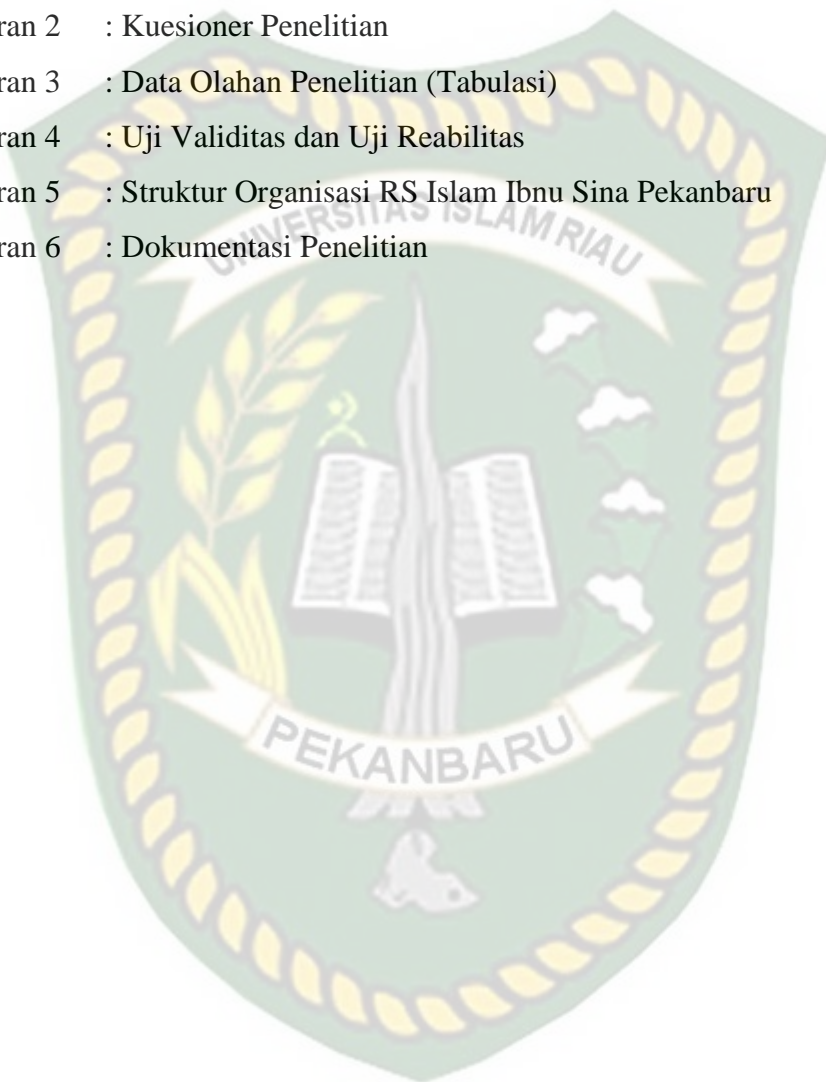 ran 2 : Kuesioner Penelitian
ran 3 : Data Olahan Penelitian (Tabulasi)
ran 4 : Uji Validitas dan Uji Reabilitas
ran 5 : Struktur Organisasi RS Islam Ibnu Sina Pekanbaru
ran 6 : Dokumentasi Penelitian
UNIVERSITAS ISLAM RIAU
PEKANBARU